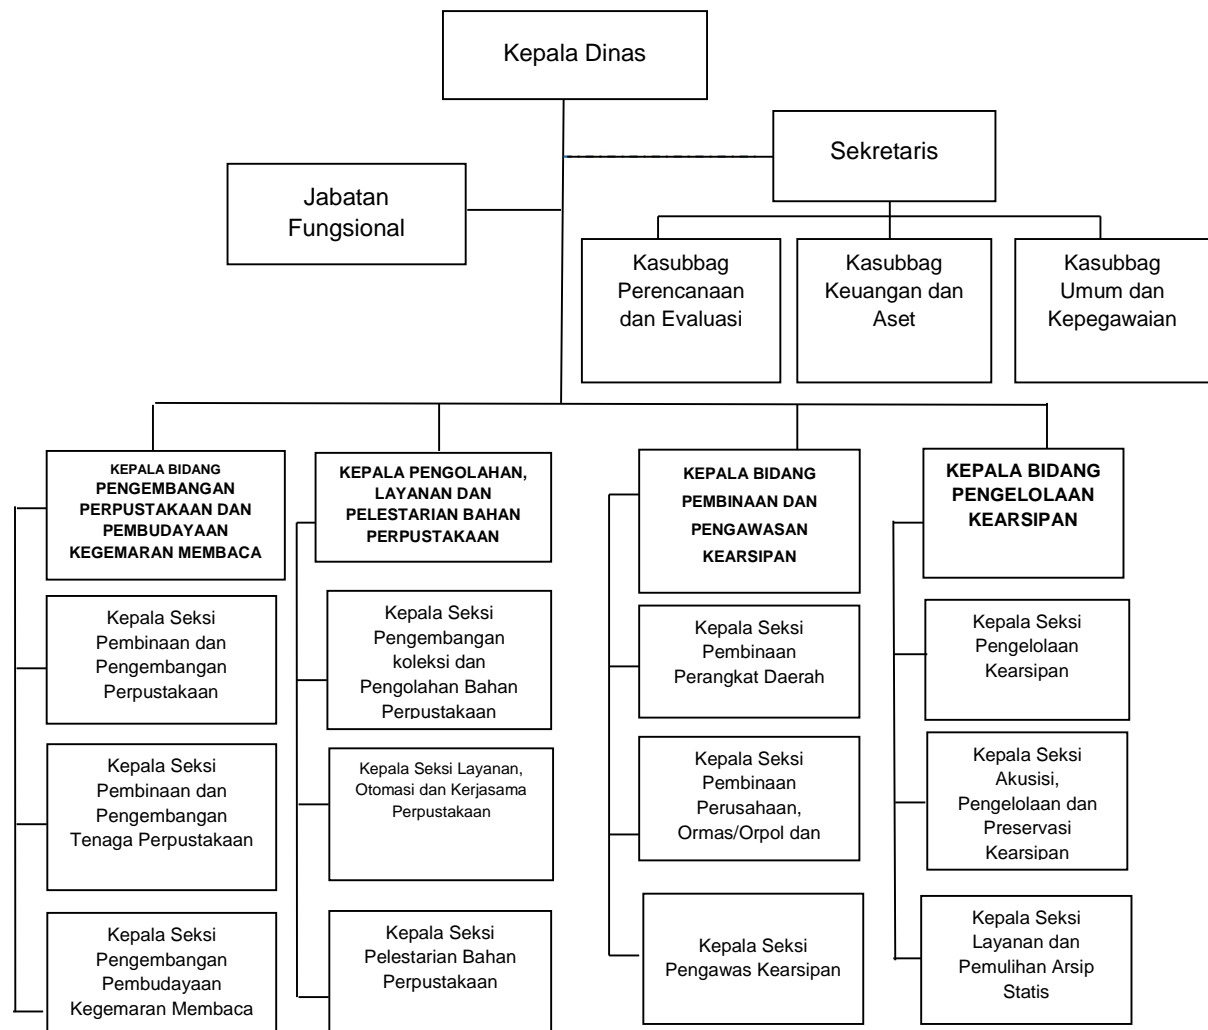 Kepala Dinas
Sekretaris
Jabatan
Fungsional
Kasubbag
Perencanaan
dan Evaluasi
Kasubbag
Keuangan dan
Aset
Kasubbag
Umum dan
Kepegawaian
KEPALA BIDANG
PENGEMBANGAN
PERPUSTAKAAN DAN
PEMBUDAYAAN
KEGEMARAN MEMBACA
Kepala Seksi
Pembinaan dan
Pengembangan
Perpustakaan
Kepala Seksi
Pembinaan dan
Pengembangan
Tenaga Perpustakaan
Kepala Seksi
Pengembangan
Pembudayaan
Kegemaran Membaca
KEPALA PENGOLAHAN,
LAYANAN DAN
PELESTARIAN BAHAN
PERPUSTAKAAN
Kepala Seksi
Pengembangan
koleksi dan
Pengolahan Bahan
Perpustakaan
Kepala Seksi Layanan,
Otomasi dan Kerjasama
Perpustakaan
Kepala Seksi
Pelestarian Bahan
Perpustakaan
KEPALA BIDANG
PEMBINAAN DAN
PENGAWASAN
KEARSIPAN
Kepala Seksi
Pembinaan
Perangkat Daerah
Kepala Seksi
Pembinaan
Perusahaan,
Ormas/Orpol dan
Kepala Seksi
Pengawas Kearsipan
KEPALA BIDANG
PENGELOLAAN
KEARSIPAN
Kepala Seksi
Pengelolaan
Kearsipan
Kepala Seksi
Akusisi,
Pengelolaan dan
Preservasi
Kearsipan
Kepala Seksi
Layanan dan
Pemulihan Arsip
Statis